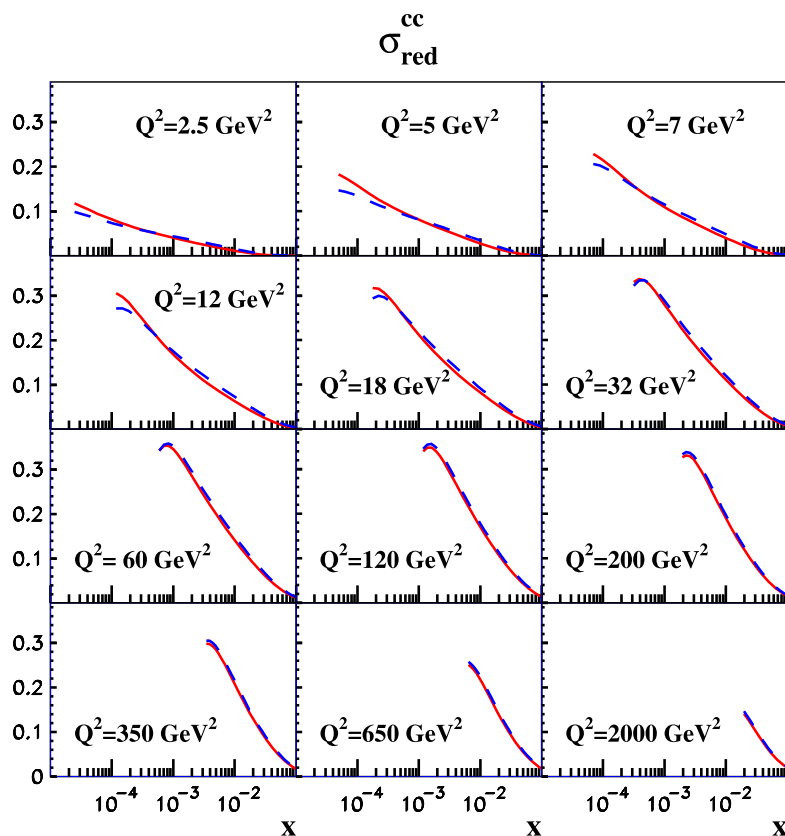 σ_red^cc
0.3 Q²=2.5 GeV² Q²=5 GeV² Q²=7 GeV²
0.2
0.1
0.3 Q²=12 GeV²
0.2
0.1 Q²=18 GeV² Q²=32 GeV²
0.3
0.2
0.1 Q²= 60 GeV² Q²=120 GeV² Q²=200 GeV²
0.3
0.2
0.1 Q²=350 GeV² Q²=650 GeV² Q²=2000 GeV²
0
10⁻⁴ 10⁻³ 10⁻² 10⁻⁴ 10⁻³ 10⁻² 10⁻⁴ 10⁻³ 10⁻²
x x x